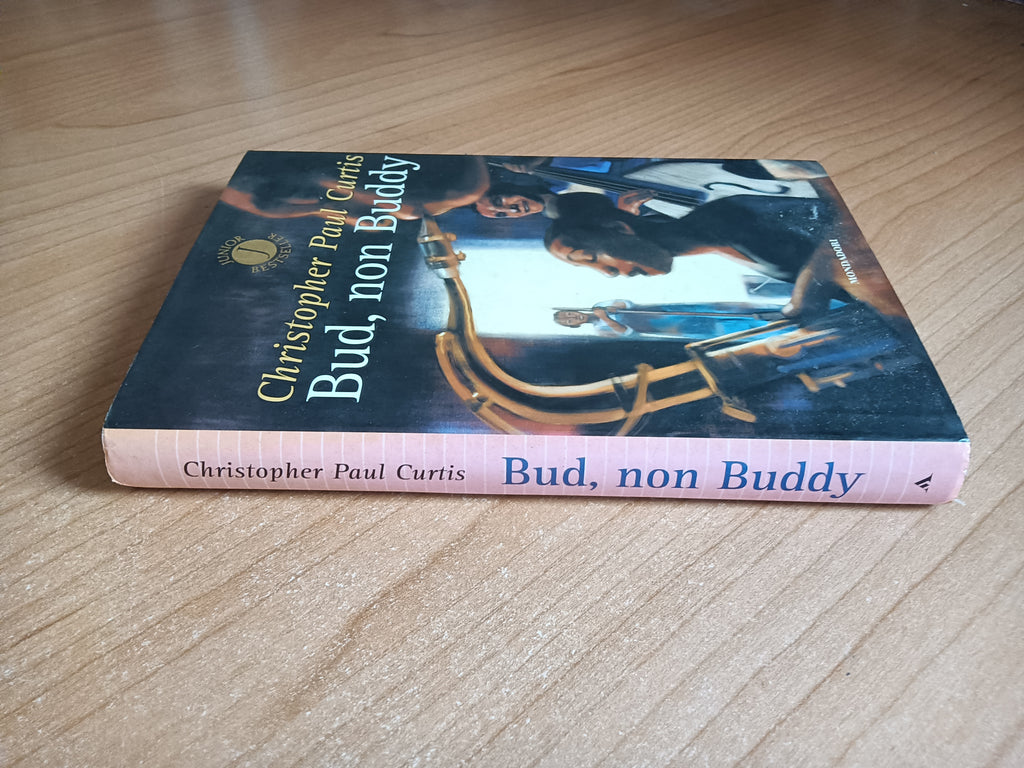 Christopher Paul Curtis
Bud, non Buddy
JUNIOR
J
BESTSELLER
MONDADORI
Christopher Paul Curtis Bud, non Buddy